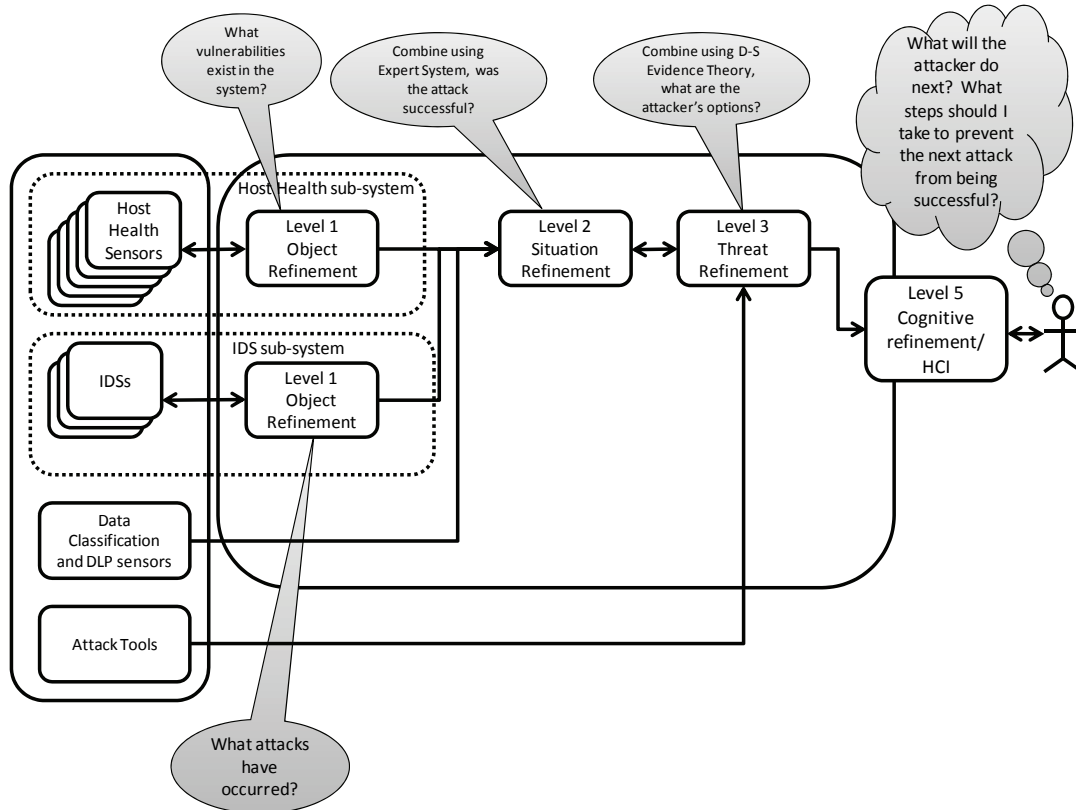 What
vulnerabilities
exist in the
system?
Combine using
Expert System, was
the attack
successful?
Combine using D-S
Evidence Theory,
what are the
attacker's options?
What will the
attacker do
next? What
steps should I
take to prevent
the next attack
from being
successful?
Host Health sub-system
Host
Health
Sensors
Level 1
Object
Refinement
Level 2
Situation
Refinement
Level 3
Threat
Refinement
Level 5
Cognitive
refinement/
HCI
IDS sub-system
IDSs
Level 1
Object
Refinement
Data
Classification
and DLP sensors
Attack Tools
What attacks
have
occurred?